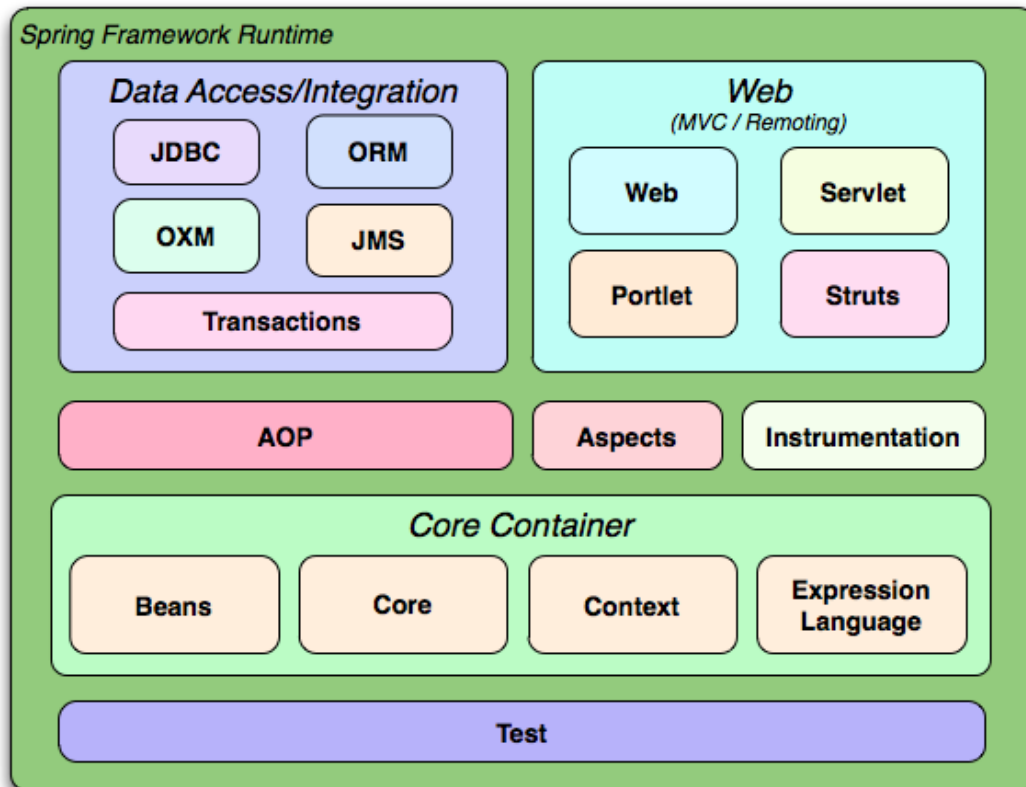 Spring Framework Runtime
Data Access/Integration
JDBC
ORM
OXM
JMS
Transactions
Web
(MVC / Remoting)
Web
Servlet
Portlet
Struts
AOP
Aspects
Instrumentation
Core Container
Beans
Core
Context
Expression
Language
Test